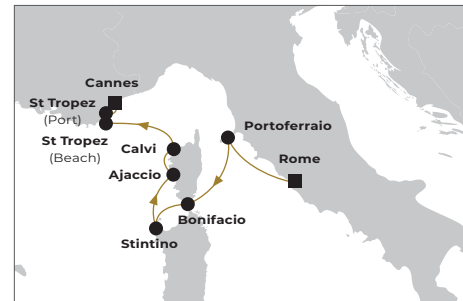 Cannes
St Tropez
(Port)
St Tropez
(Beach)
Calvi
Ajaccio
Portoferraio
Rome
Bonifacio
Stintino